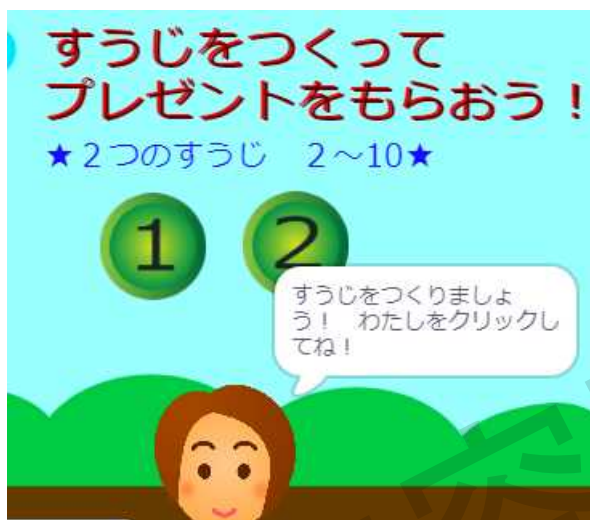 すうじをつくって
プレゼントをもらおう！
★２つのすうじ　２～10★
1 2
すうじをつくりましょ
う！　わたしをクリックし
てね！